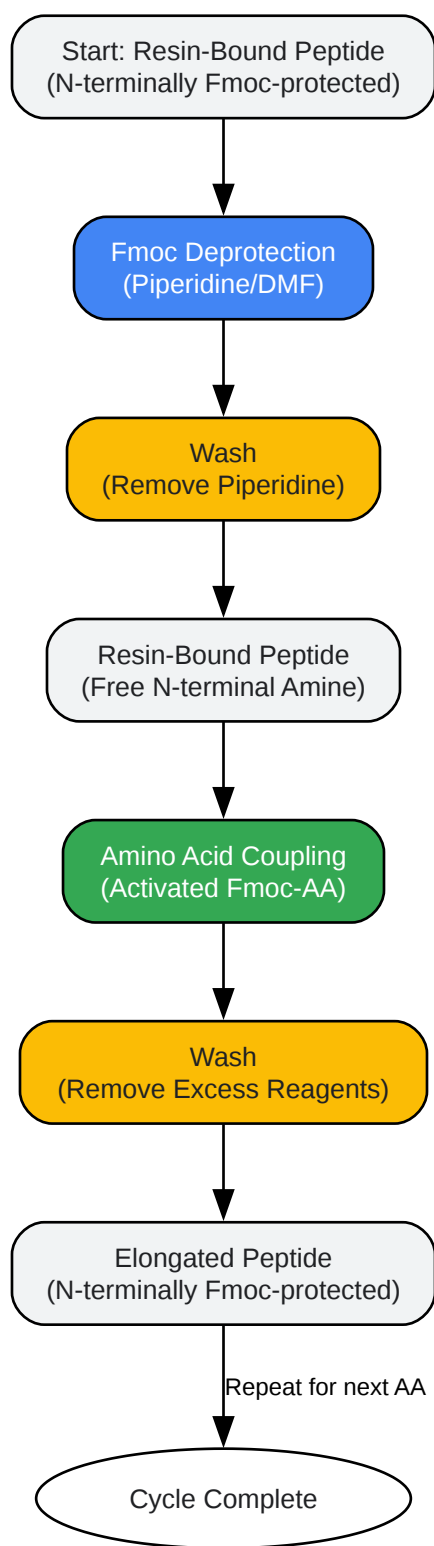 Start: Resin-Bound Peptide
(N-terminally Fmoc-protected)
Fmoc Deprotection
(Piperidine/DMF)
Wash
(Remove Piperidine)
Resin-Bound Peptide
(Free N-terminal Amine)
Amino Acid Coupling
(Activated Fmoc-AA)
Wash
(Remove Excess Reagents)
Elongated Peptide
(N-terminally Fmoc-protected)
Repeat for next AA
Cycle Complete